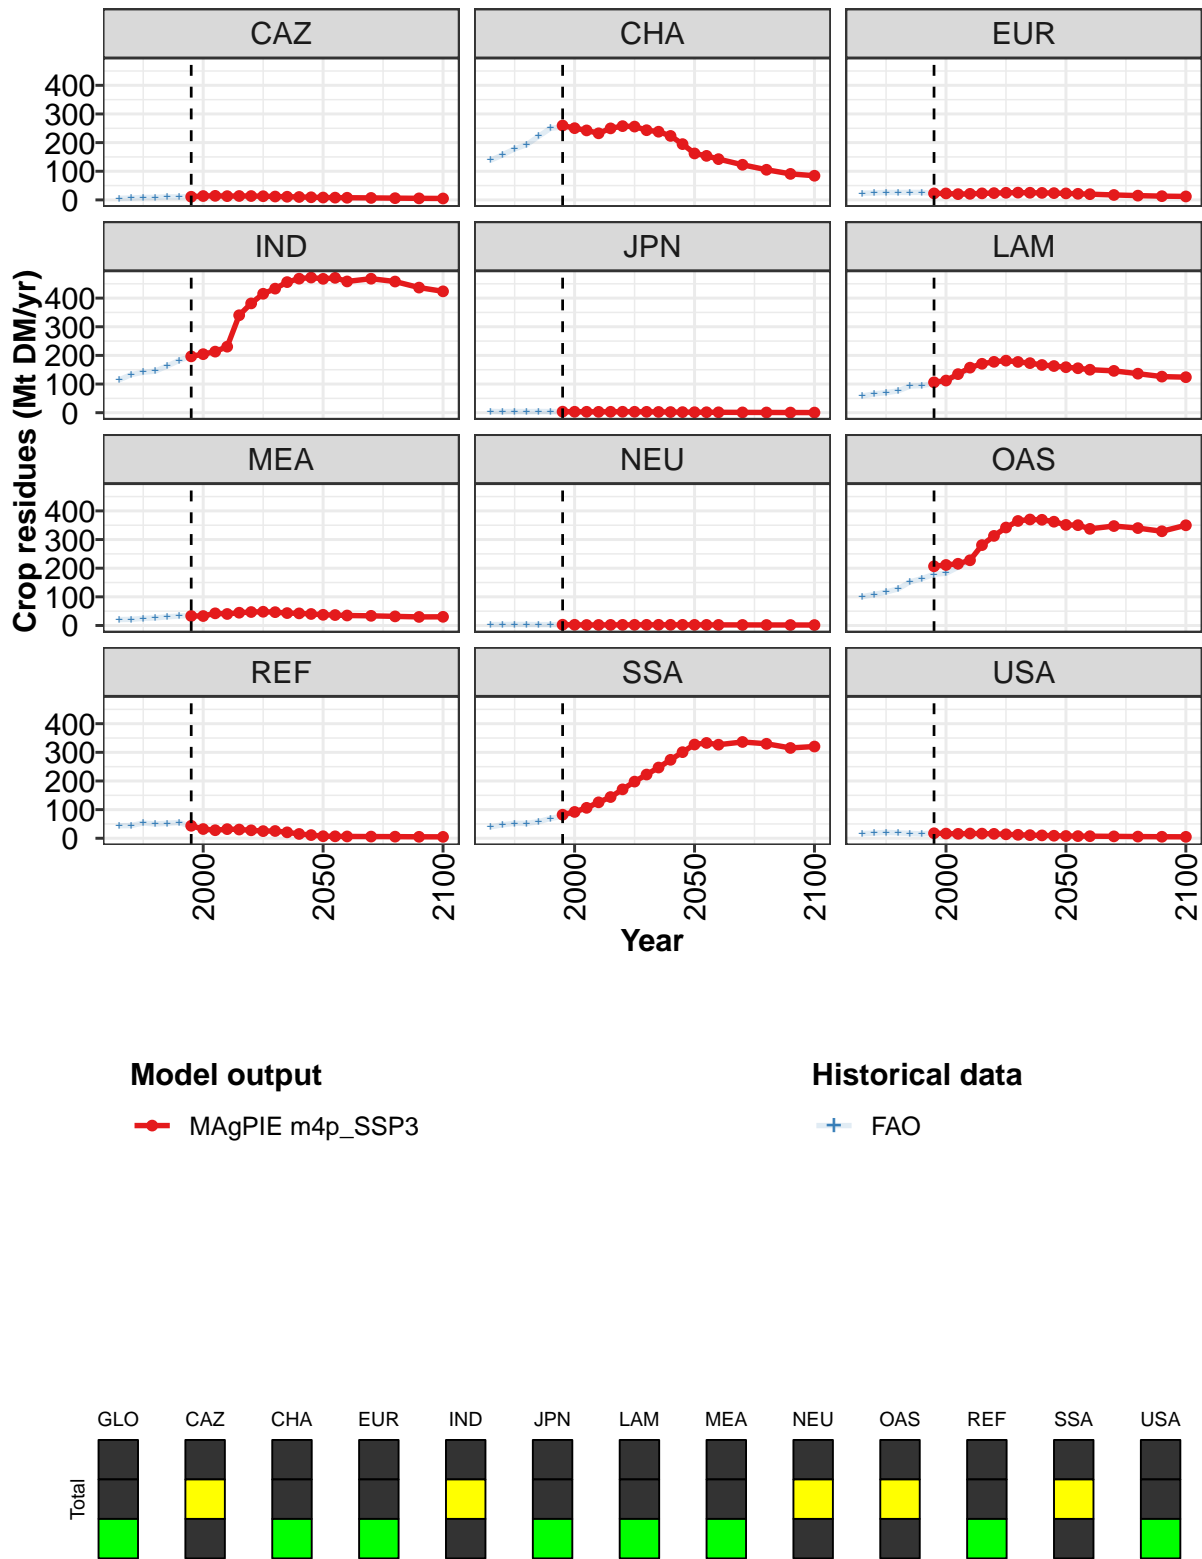 CAZ CHA EUR
400
300
200
100
0
IND JPN LAM
400
300
200
100
0
MEA NEU OAS
400
300
200
100
0
REF SSA USA
400
300
200
100
0
Crop residues (Mt DM/yr)
2000 2050 2100 2000 2050 2100 2000 2050 2100
Year
Model output Historical data
MAgPIE m4p_SSP3 FAO
GLO CAZ CHA EUR IND JPN LAM MEA NEU OAS REF SSA USA
Total